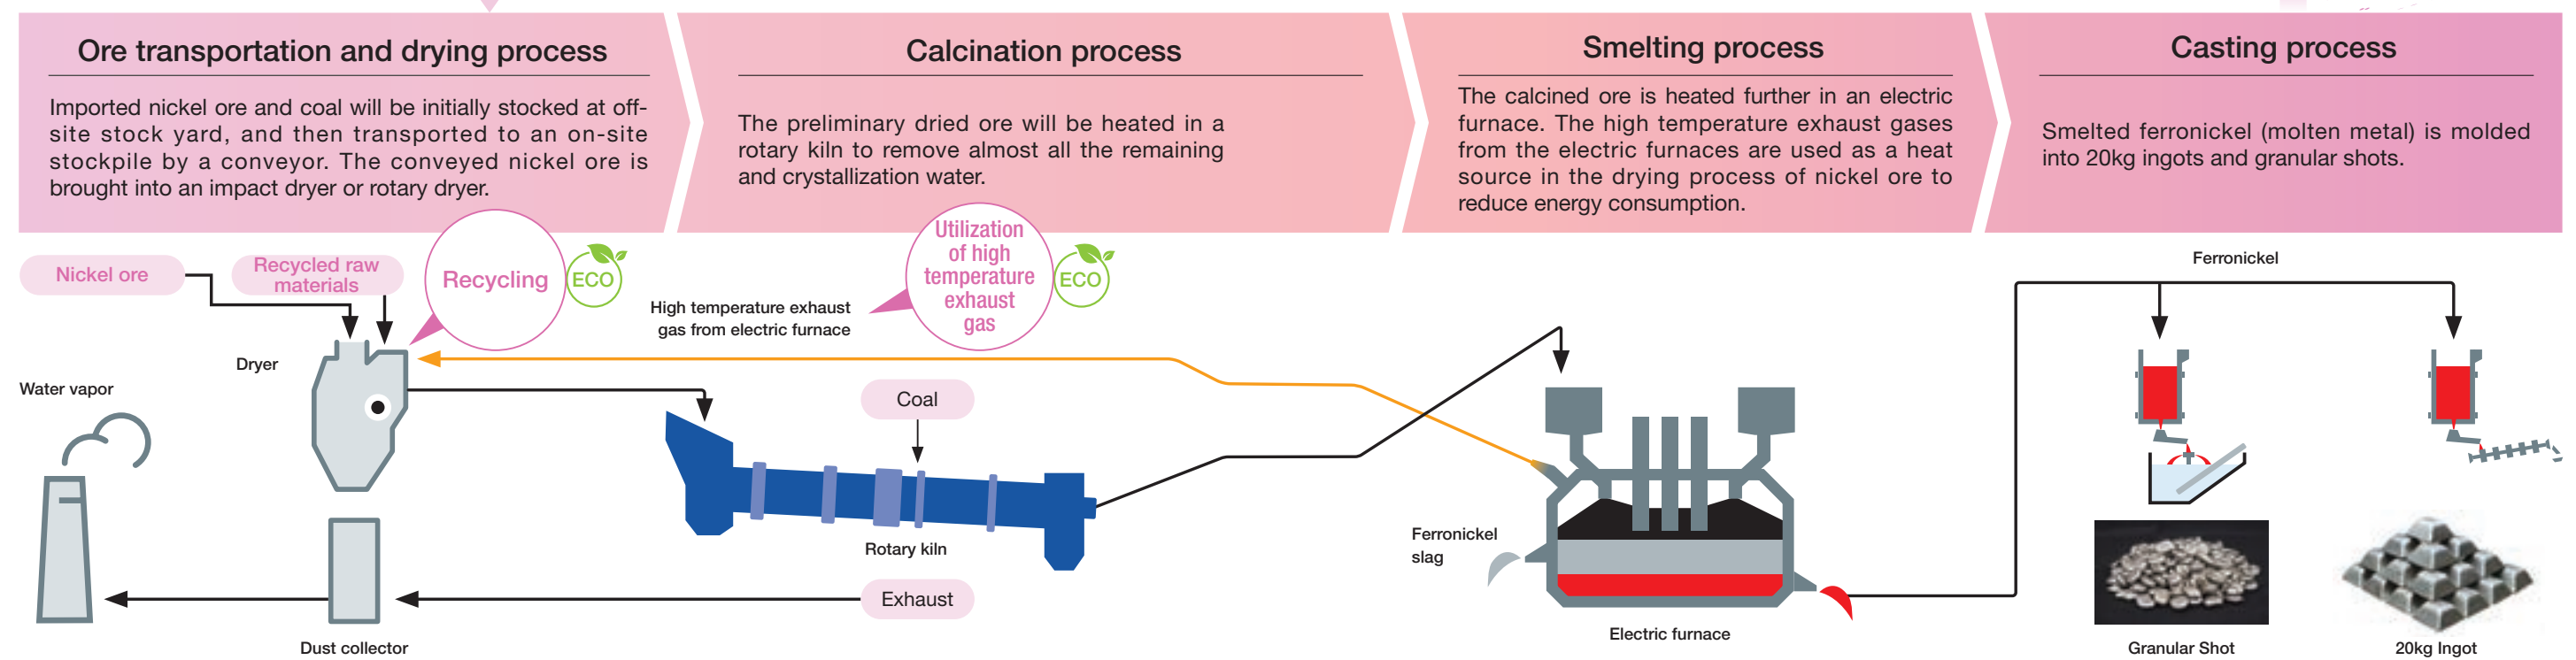 Ore transportation and drying process
Imported nickel ore and coal will be initially stocked at off-
site stock yard, and then transported to an on-site
stockpile by a conveyor. The conveyed nickel ore is
brought into an impact dryer or rotary dryer.
Calcination process
The preliminary dried ore will be heated in a
rotary kiln to remove almost all the remaining
and crystallization water.
Smelting process
The calcined ore is heated further in an electric
furnace. The high temperature exhaust gases
from the electric furnaces are used as a heat
source in the drying process of nickel ore to
reduce energy consumption.
Casting process
Smelted ferronickel (molten metal) is molded
into 20kg ingots and granular shots.
Nickel ore
Recycled raw
materials
Recycling
ECO
High temperature exhaust
gas from electric furnace
Utilization
of high
temperature
exhaust
gas
ECO
Ferronickel
Dryer
Water vapor
Coal
Rotary kiln
Ferronickel
slag
Exhaust
Dust collector
Electric furnace
Granular Shot
20kg Ingot